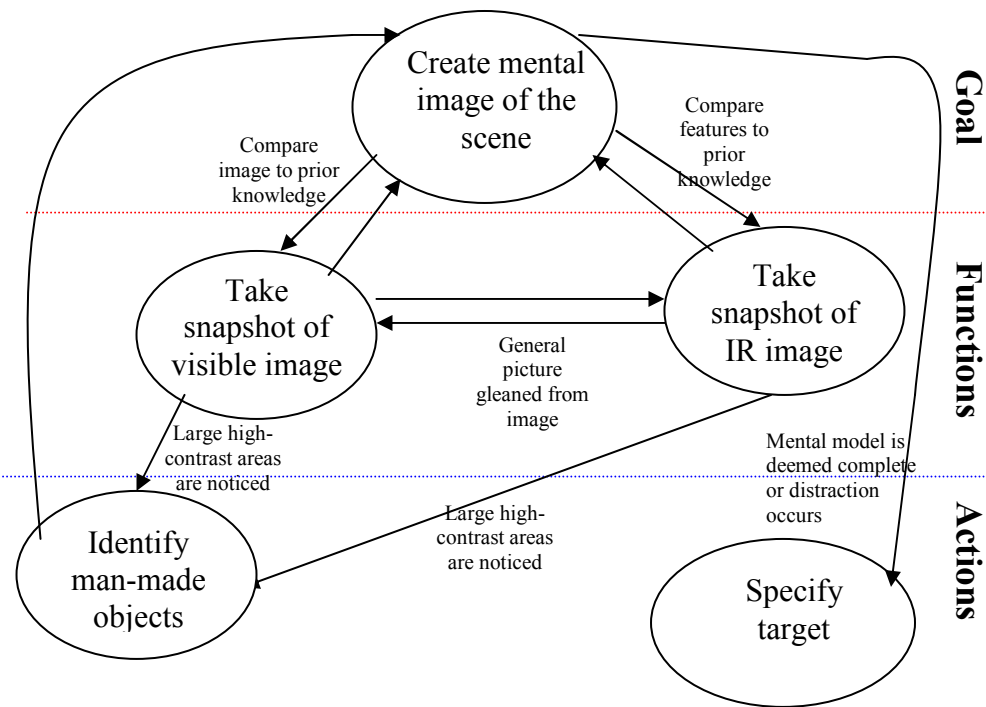 Create mental
image of the
scene
Goal
Compare
features to
prior
knowledge
Compare
image to prior
knowledge
Take
snapshot of
visible image
Take
snapshot of
IR image
Functions
General
picture
gleaned from
image
Large high-
contrast areas
are noticed
Mental model is
deemed complete
or distraction
occurs
Large high-
contrast areas
are noticed
Actions
Identify
man-made
objects
Specify
target